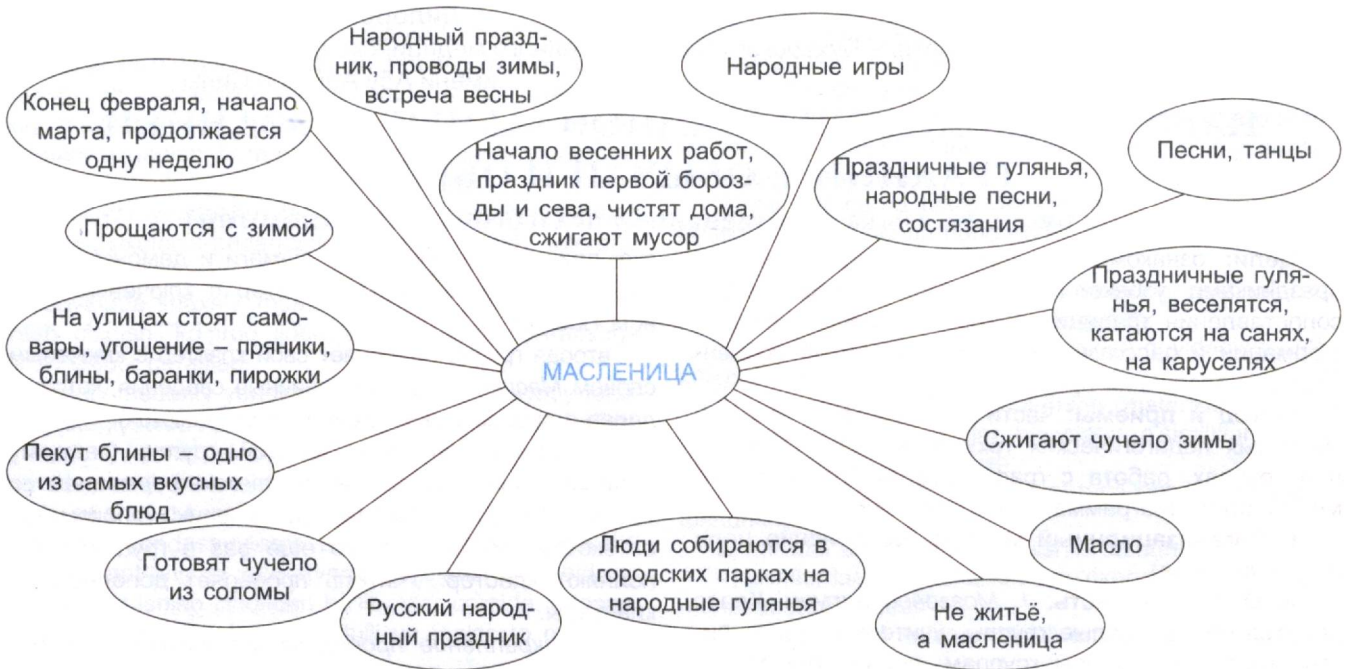 Народный празд-
ник, проводы зимы,
встреча весны
Народные игры
Конец февраля, начало
марта, продолжается
одну неделю
Начало весенних работ,
праздник первой бороз-
ды и сева, чистят дома,
сжигают мусор
Праздничные гулянья,
народные песни,
состязания
Песни, танцы
Прощаются с зимой
Праздничные гуля-
нья, веселятся,
катаются на санях,
на каруселях
На улицах стоят само-
вары, угощение – пряники,
блины, баранки, пирожки
МАСЛЕНИЦА
Сжигают чучело зимы
Пекут блины – одно
из самых вкусных
блюд
Масло
Готовят чучело
из соломы
Люди собираются в
городских парках на
народные гулянья
Русский народ-
ный праздник
Не житьё,
а масленица